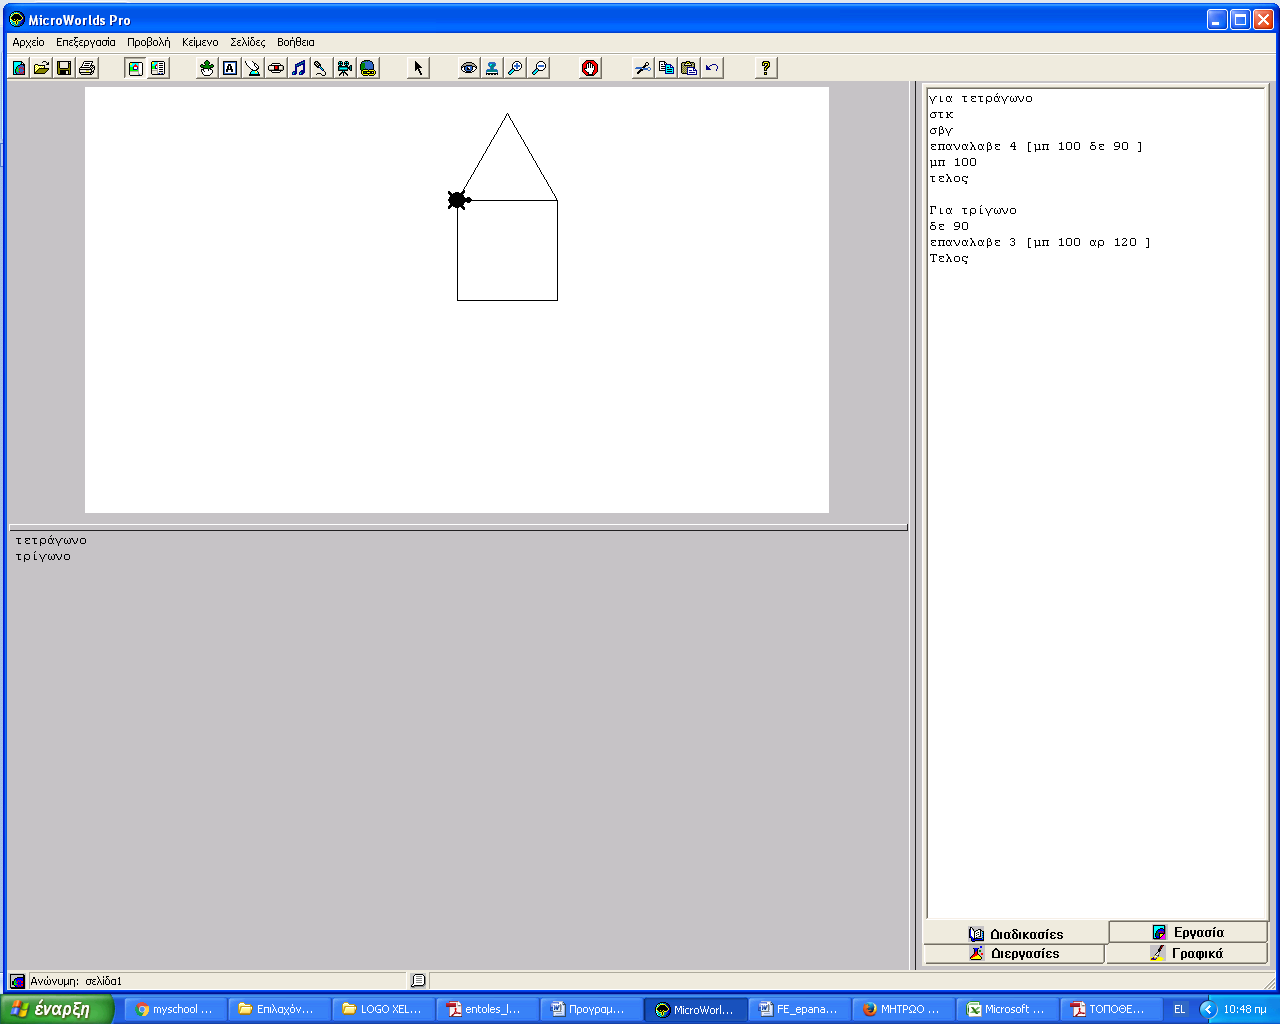 MicroWorlds Pro
Αρχείο Επεξεργασία Προβολή Κείμενο Σελίδες Βοήθεια
για τετράγωνο
στκ
σβγ
επαναλαβε 4 [μπ 100 δε 90 ]
μπ 100
τελος
Για τρίγωνο
δε 90
επαναλαβε 3 [μπ 100 αρ 120 ]
Τελος
τετράγωνο
τρίγωνο
Διαδικασίες Εργασία
Διεργασίες Γραφικά
Ανώνυμη: σελίδα1
έναρξη myschool ... Επιλαχόν... LOGO XEL... entoles_l... Προγραμ... MicroWorl... FE_epana... ΜΗΤΡΩΟ ... Microsoft ... ΤΟΠΟΘΕ... EL 10:48 πμ